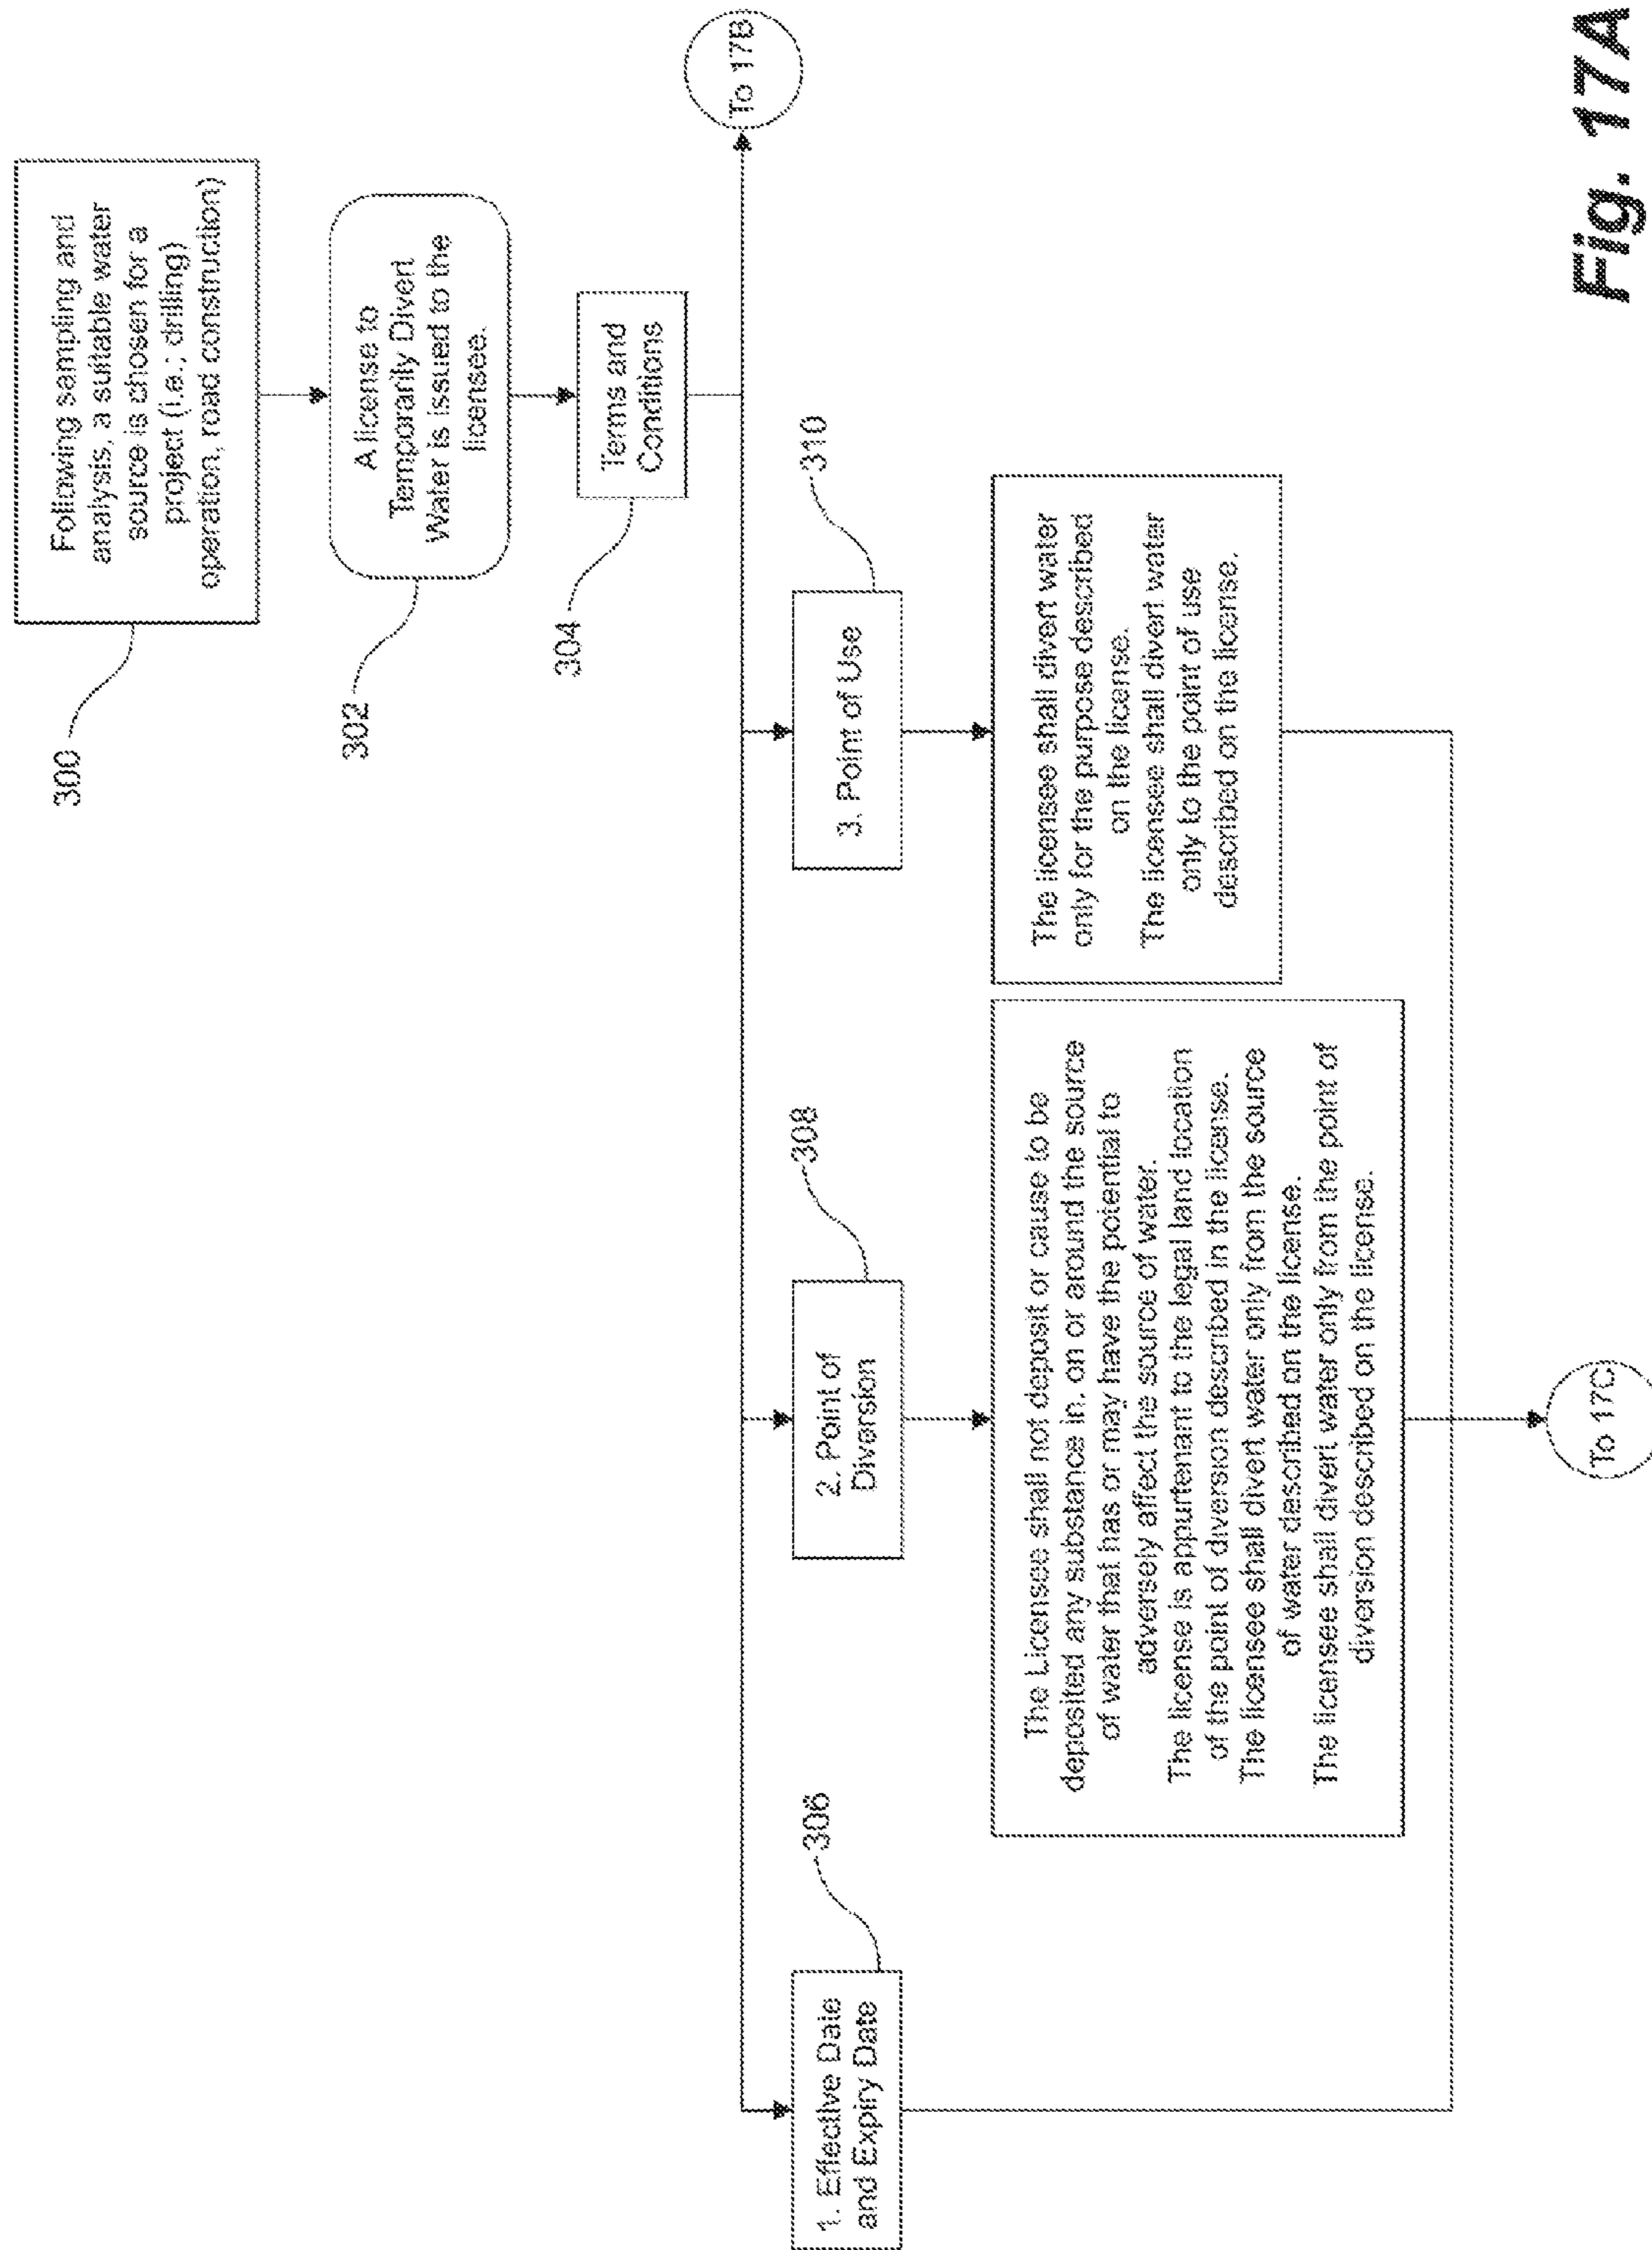 Following sampling and
analysis, a suitable water
source is chosen for a
project (i.e.; drilling)
operation, road construction)
300
A license to
Temporarily Divert
Water is issued to the
licensee.
302
Terms and
Conditions
304
To 17B
1. Effective Date
and Expiry Date
306
2. Point of
Diversion
308
3. Point of Use
310
The Licensee shall not deposit or cause to be
deposited any substance in, on or around the source
of water that has or may have the potential to
adversely affect the source of water.
The license is appurtenant to the legal land location
of the point of diversion described in the license.
The licensee shall divert water only from the source
of water described on the license.
The licensee shall divert water only from the point of
diversion described on the license.
The licensee shall divert water
only for the purpose described
on the license.
The licensee shall divert water
only to the point of use
described on the license.
To 17C
Fig. 17A